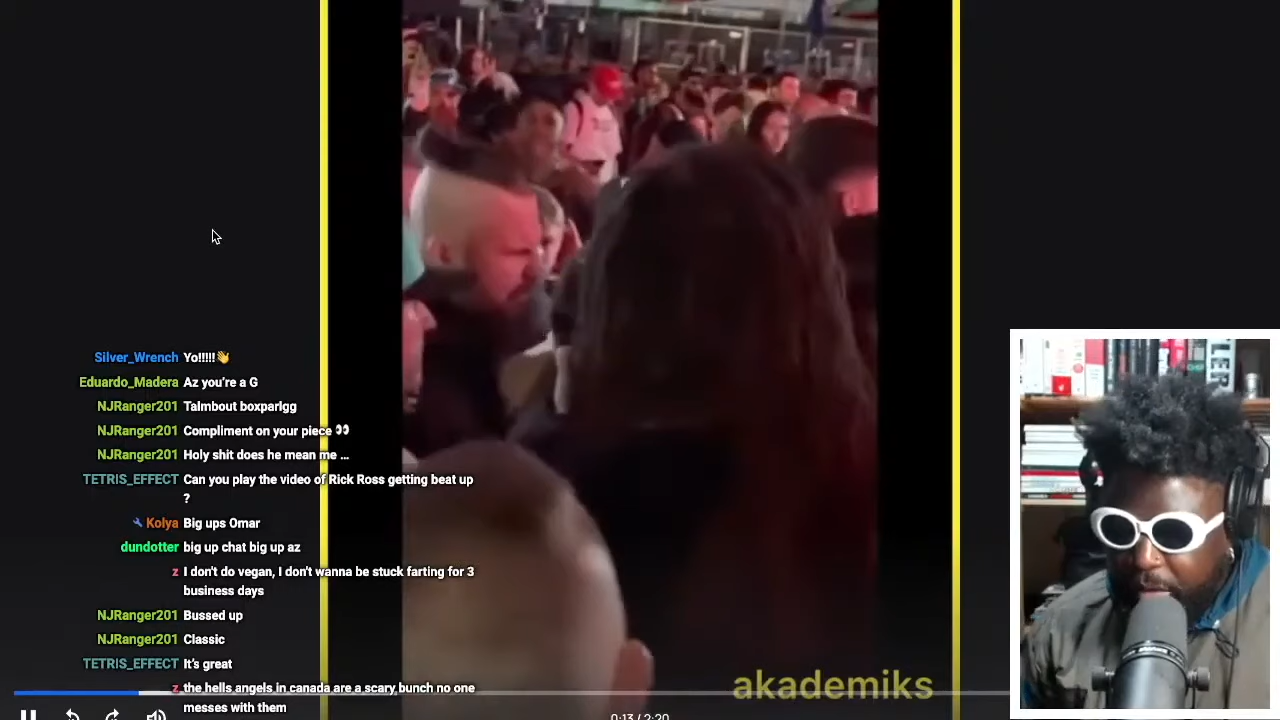 Silver_Wrench Yo!!!!!👋
Eduardo_Madera Az you're a G
NJRanger201 Talmbout boxparlgg
NJRanger201 Compliment on your piece 👀
NJRanger201 Holy shit does he mean me ...
TETRIS_EFFECT Can you play the video of Rick Ross getting beat up
?
Kolya Big ups Omar
dundotter big up chat big up az
z I don't do vegan, I don't wanna be stuck farting for 3
business days
NJRanger201 Bussed up
NJRanger201 Classic
TETRIS_EFFECT It's great
z the hells angels in canada are a scary bunch no one
messes with them
akademiks
0:13 / 2:20
LER